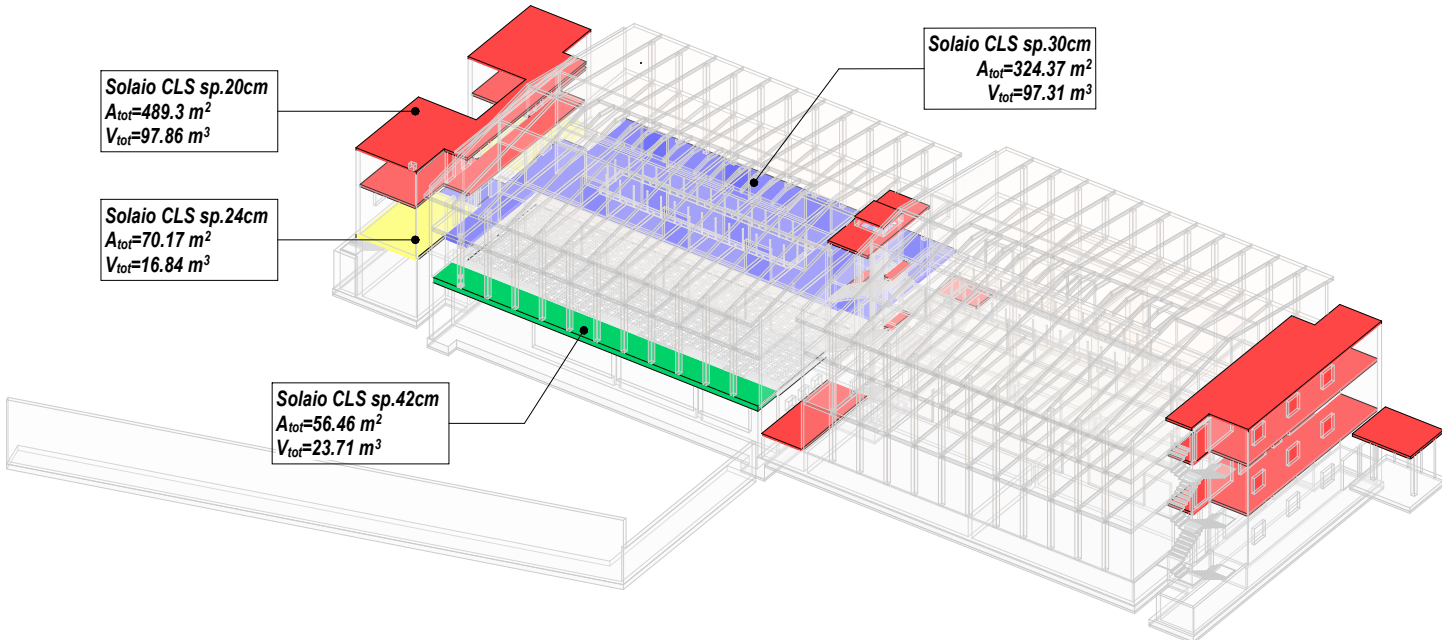 Solaio CLS sp.20cm
Atot=489.3 m²
Vtot=97.86 m³
Solaio CLS sp.30cm
Atot=324.37 m²
Vtot=97.31 m³
Solaio CLS sp.24cm
Atot=70.17 m²
Vtot=16.84 m³
Solaio CLS sp.42cm
Atot=56.46 m²
Vtot=23.71 m³